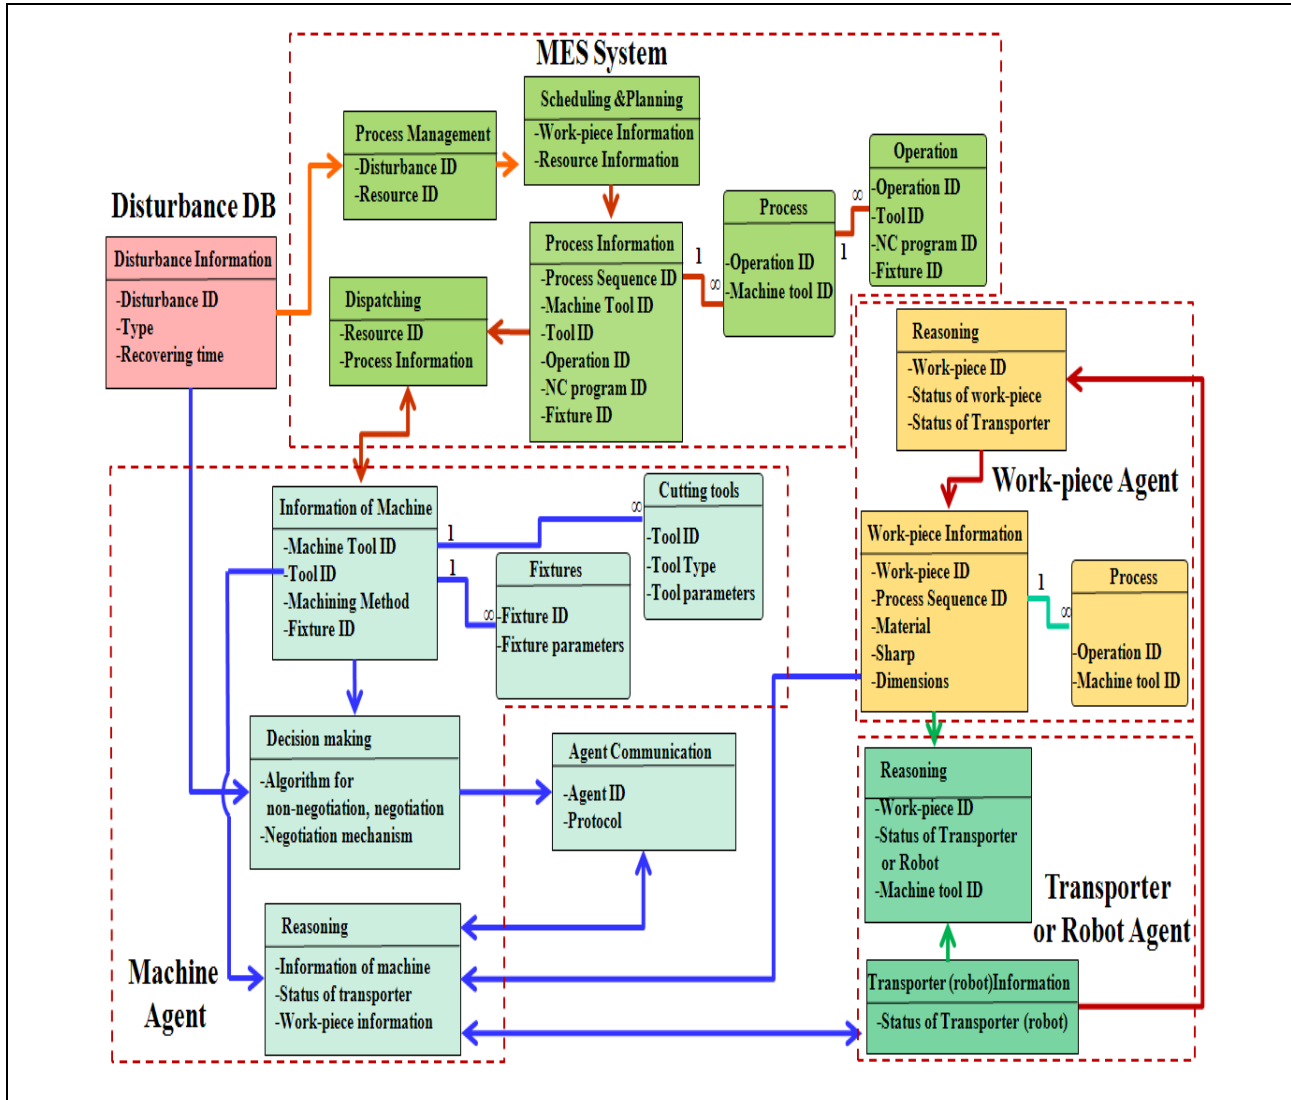 MES System
Scheduling &Planning
-Work-piece Information
-Resource Information
Process Management
-Disturbance ID
-Resource ID
Operation
-Operation ID
-Tool ID
-NC program ID
-Fixture ID
∞
1
Process
-Operation ID
-Machine tool ID
1
∞
Process Information
-Process Sequence ID
-Machine Tool ID
-Tool ID
-Operation ID
-NC program ID
-Fixture ID
Dispatching
-Resource ID
-Process Information
Disturbance DB
Disturbance Information
-Disturbance ID
-Type
-Recovering time
Reasoning
-Work-piece ID
-Status of work-piece
-Status of Transporter
Work-piece Agent
Work-piece Information
-Work-piece ID
-Process Sequence ID
-Material
-Sharp
-Dimensions
1
∞
Process
-Operation ID
-Machine tool ID
Information of Machine
-Machine Tool ID
-Tool ID
-Machining Method
-Fixture ID
1
∞
1
∞
Cutting tools
-Tool ID
-Tool Type
-Tool parameters
Fixtures
-Fixture ID
-Fixture parameters
Decision making
-Algorithm for
non-negotiation, negotiation
-Negotiation mechanism
Agent Communication
-Agent ID
-Protocol
Reasoning
-Information of machine
-Status of transporter
-Work-piece information
Machine
Agent
Reasoning
-Work-piece ID
-Status of Transporter
or Robot
-Machine tool ID
Transporter
or Robot Agent
Transporter (robot)Information
-Status of Transporter (robot)